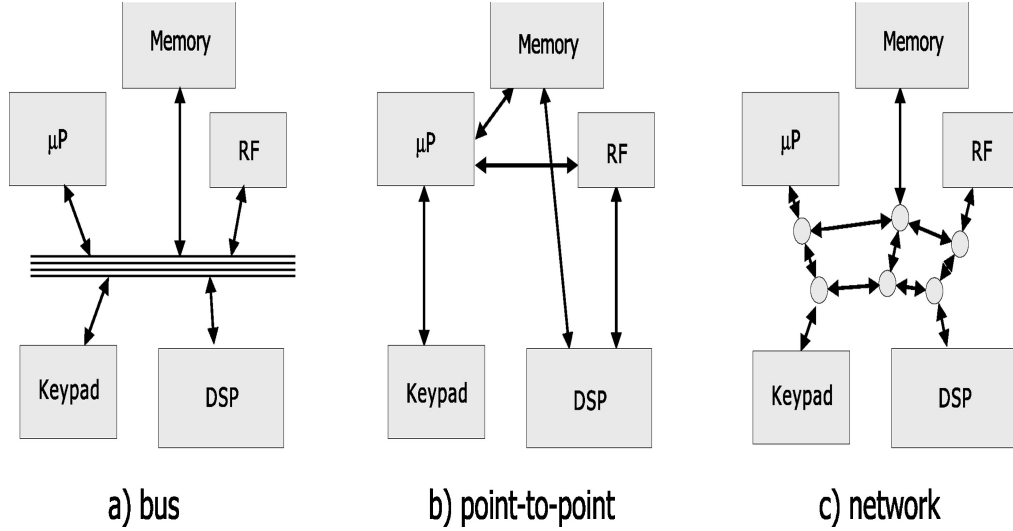 Memory
μP
RF
Keypad
DSP
a) bus
Memory
μP
RF
Keypad
DSP
b) point-to-point
Memory
μP
RF
Keypad
DSP
c) network